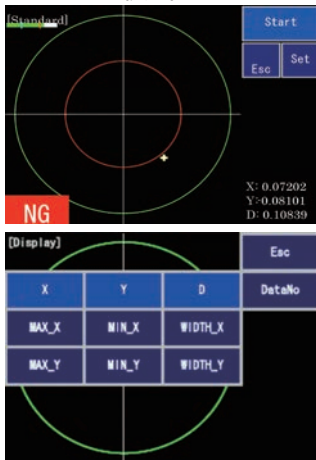 [Standard]
Start
Esc
Set
X: 0.07202
Y:-0.08101
D: 0.10839
NG
[Display]
Esc
X Y D DataNo
MAX_X MIN_X WIDTH_X
MAX_Y MIN_Y WIDTH_Y